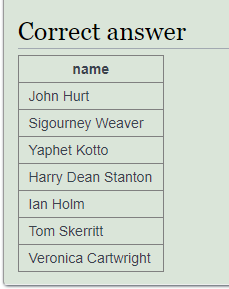 Correct answer
name
John Hurt
Sigourney Weaver
Yaphet Kotto
Harry Dean Stanton
Ian Holm
Tom Skerritt
Veronica Cartwright